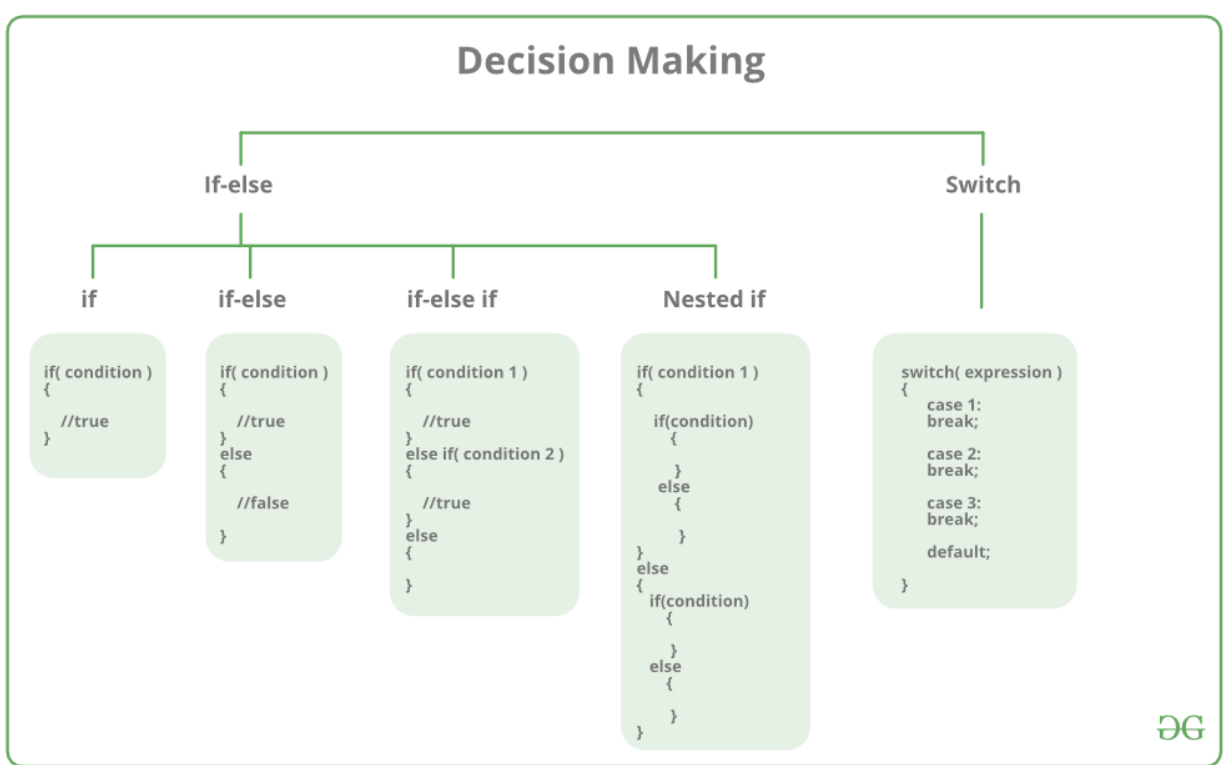 Decision Making
If-else
Switch
if
if-else
if-else if
Nested if
if( condition )
{
//true
}
if( condition )
{
//true
}
else
{
//false
}
if( condition 1 )
{
//true
}
else if( condition 2 )
{
//true
}
else
{
}
if( condition 1 )
{
if(condition)
{
}
else
{
}
}
else
{
if(condition)
{
}
else
{
}
}
switch( expression )
{
case 1:
break;
case 2:
break;
case 3:
break;
default;
}